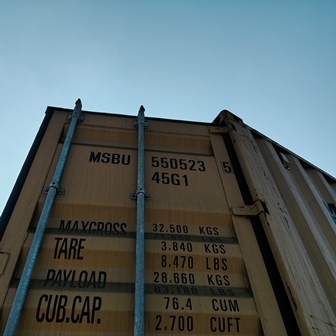 MSBU 550523 5
45G1
MAXGROSS 32.500 KGS
TARE 3.840 KGS
8,470 LBS
PAYLOAD 28.660 KGS
CUB.CAP. 76.4 CUM
2,700 CUFT